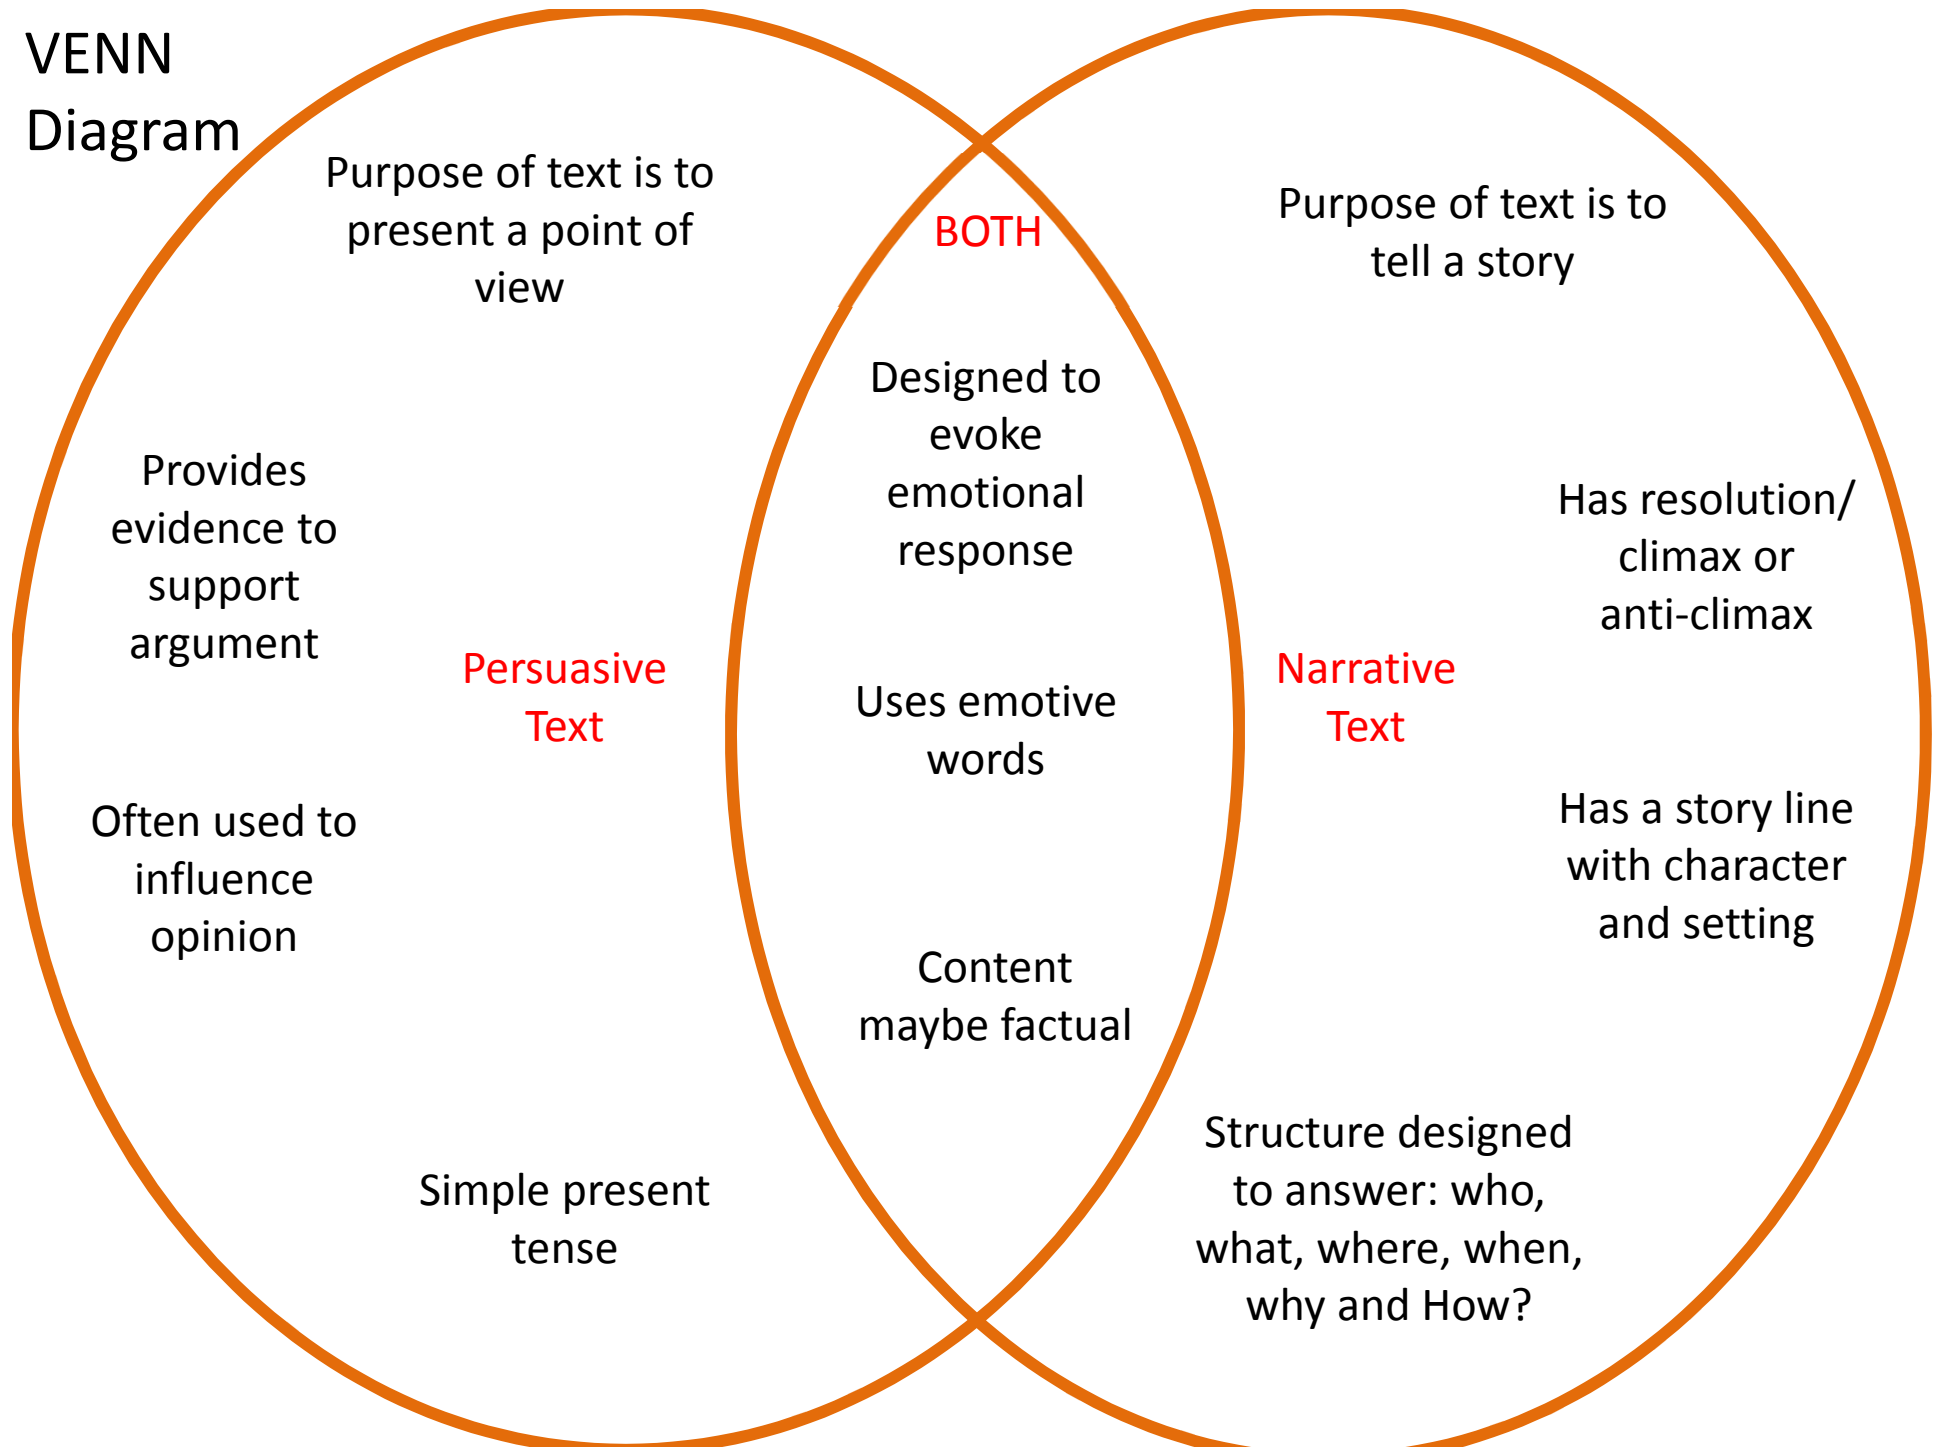 VENN
Diagram
Purpose of text is to
present a point of
view
Provides
evidence to
support
argument
Persuasive
Text
Often used to
influence
opinion
Simple present
tense
BOTH
Designed to
evoke
emotional
response
Uses emotive
words
Content
maybe factual
Purpose of text is to
tell a story
Has resolution/
climax or
anti-climax
Narrative
Text
Has a story line
with character
and setting
Structure designed
to answer: who,
what, where, when,
why and How?